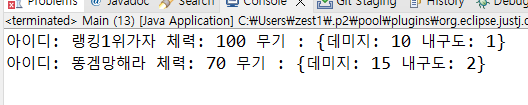 Problems Javadoc Search Console Git Staging History Debug
<terminated> Main (13) [Java Application] C:₩Users₩zest1₩.p2₩pool₩plugins₩org.eclipse.justj.
아이디: 랭킹1위가자 체력: 100 무기 : {데미지: 10 내구도: 1}
아이디: 똥겜망해라 체력: 70 무기 : {데미지: 15 내구도: 2}